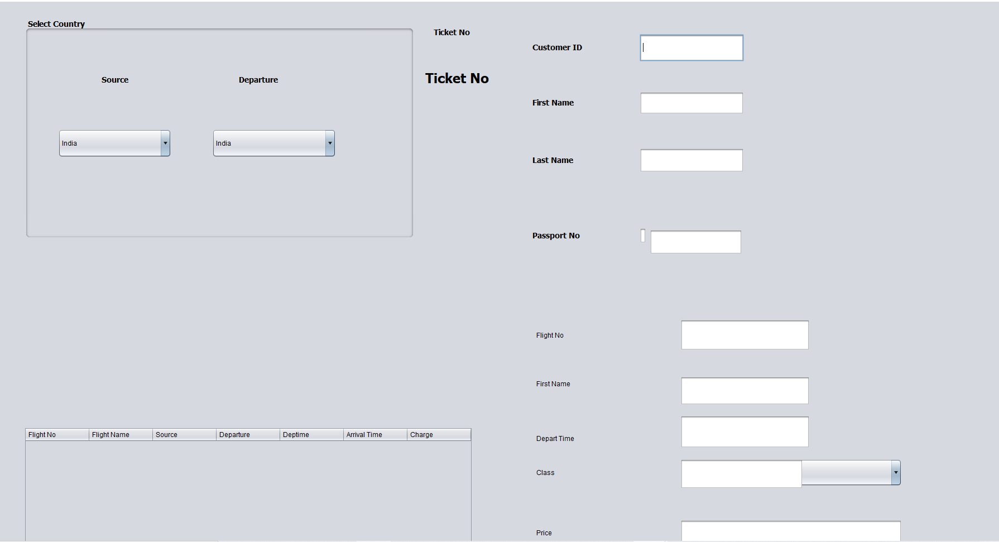 Select Country
Source Departure
India India
Ticket No
Ticket No
Customer ID
First Name
Last Name
Passport No
Flight No
First Name
Depart Time
Class
Price
Flight No Flight Name Source Departure Deptime Arrival Time Charge